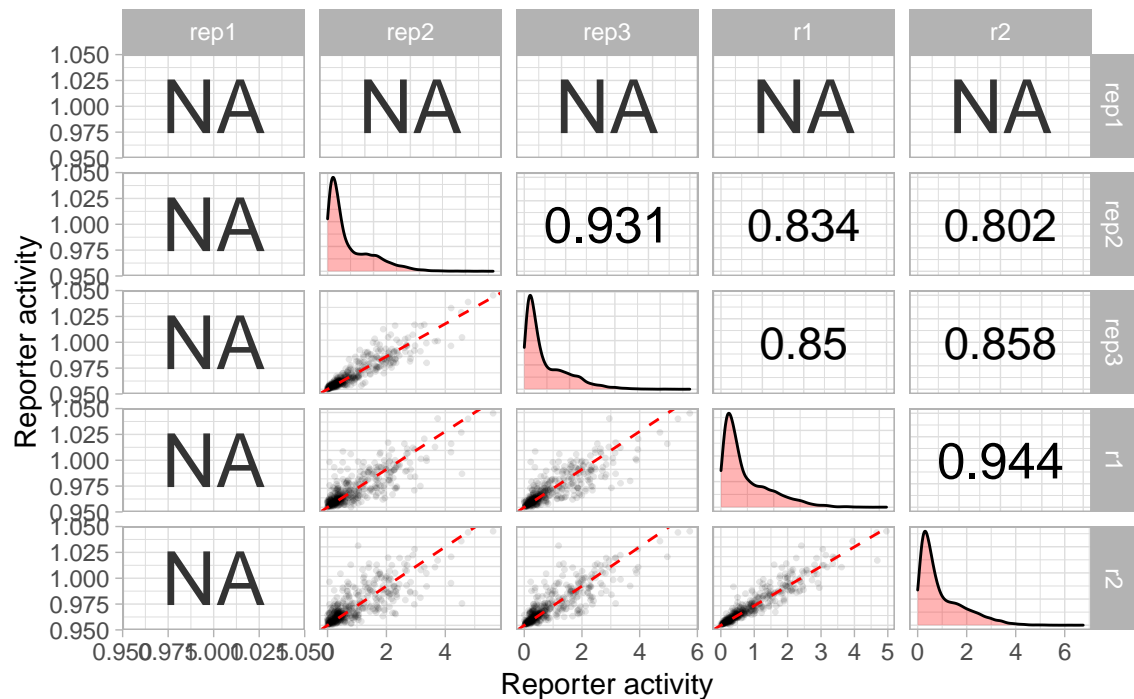 rep1 rep2 rep3 r1 r2
1.050
1.000
0.975
0.950
NA NA NA NA NA
rep1
1.050
1.025
1.000
0.975
0.950
NA 0.931 0.834 0.802
rep2
1.050
1.025
1.000
0.975
0.950
NA 0.85 0.858
rep3
1.050
1.025
1.000
0.975
0.950
NA 0.944
r1
1.050
1.025
1.000
0.975
0.950
NA
r2
0.950 0.975 1.000 1.025 1.050 0 2 4 0 2 4 6 0 1 2 3 4 5 0 2 4 6
Reporter activity
Reporter activity